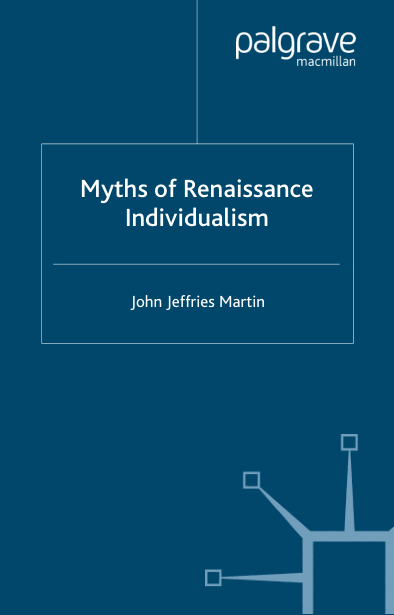 palgrave
macmillan
Myths of Renaissance
Individualism
John Jeffries Martin